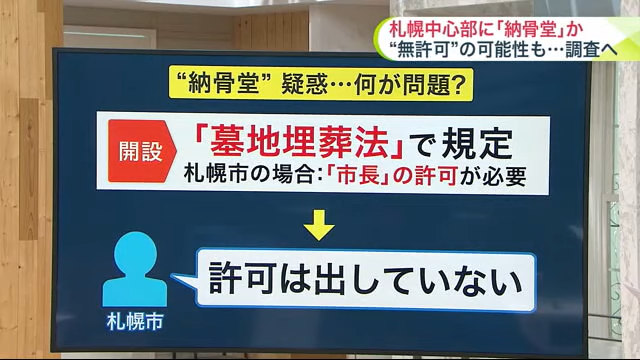 札幌中心部に「納骨堂」か
“無許可”の可能性も…調査へ
“納骨堂” 疑惑…何が問題?
開設
「墓地埋葬法」で規定
札幌市の場合:「市長」の許可が必要
許可は出していない
札幌市